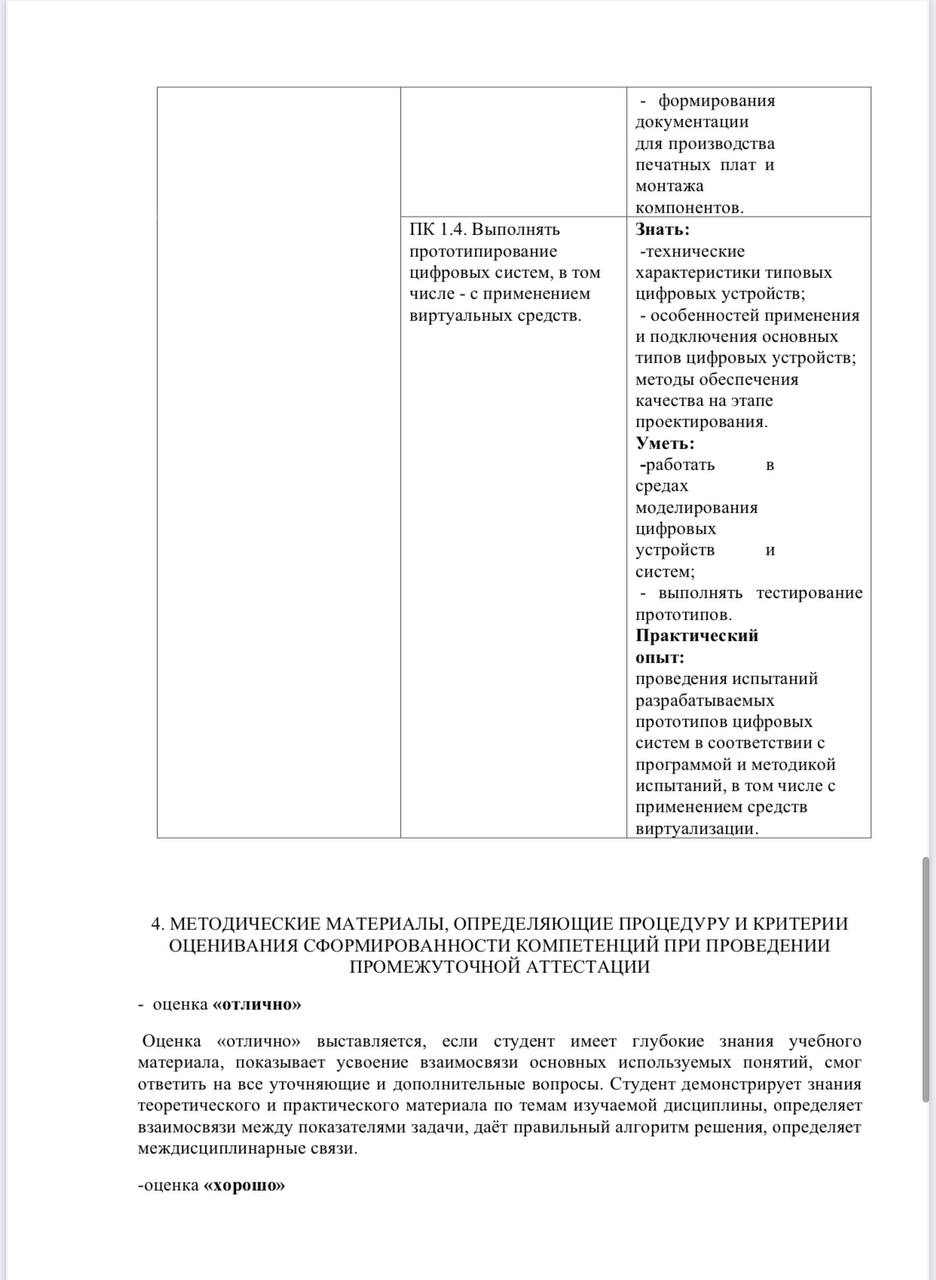 - формирования
документации
для производства
печатных плат и
монтажа
компонентов.
ПК 1.4. Выполнять
прототипирование
цифровых систем, в том
числе - с применением
виртуальных средств.
Знать:
-технические
характеристики типовых
цифровых устройств;
- особенностей применения
и подключения основных
типов цифровых устройств;
методы обеспечения
качества на этапе
проектирования.
Уметь:
-работать в
средах
моделирования
цифровых
устройств и
систем;
- выполнять тестирование
прототипов.
Практический
опыт:
проведения испытаний
разрабатываемых
прототипов цифровых
систем в соответствии с
программой и методикой
испытаний, в том числе с
применением средств
виртуализации.
4. МЕТОДИЧЕСКИЕ МАТЕРИАЛЫ, ОПРЕДЕЛЯЮЩИЕ ПРОЦЕДУРУ И КРИТЕРИИ
ОЦЕНИВАНИЯ СФОРМИРОВАННОСТИ КОМПЕТЕНЦИЙ ПРИ ПРОВЕДЕНИИ
ПРОМЕЖУТОЧНОЙ АТТЕСТАЦИИ
- оценка «отлично»
Оценка «отлично» выставляется, если студент имеет глубокие знания учебного
материала, показывает усвоение взаимосвязи основных используемых понятий, смог
ответить на все уточняющие и дополнительные вопросы. Студент демонстрирует знания
теоретического и практического материала по темам изучаемой дисциплины, определяет
взаимосвязи между показателями задачи, даёт правильный алгоритм решения, определяет
междисциплинарные связи.
-оценка «хорошо»